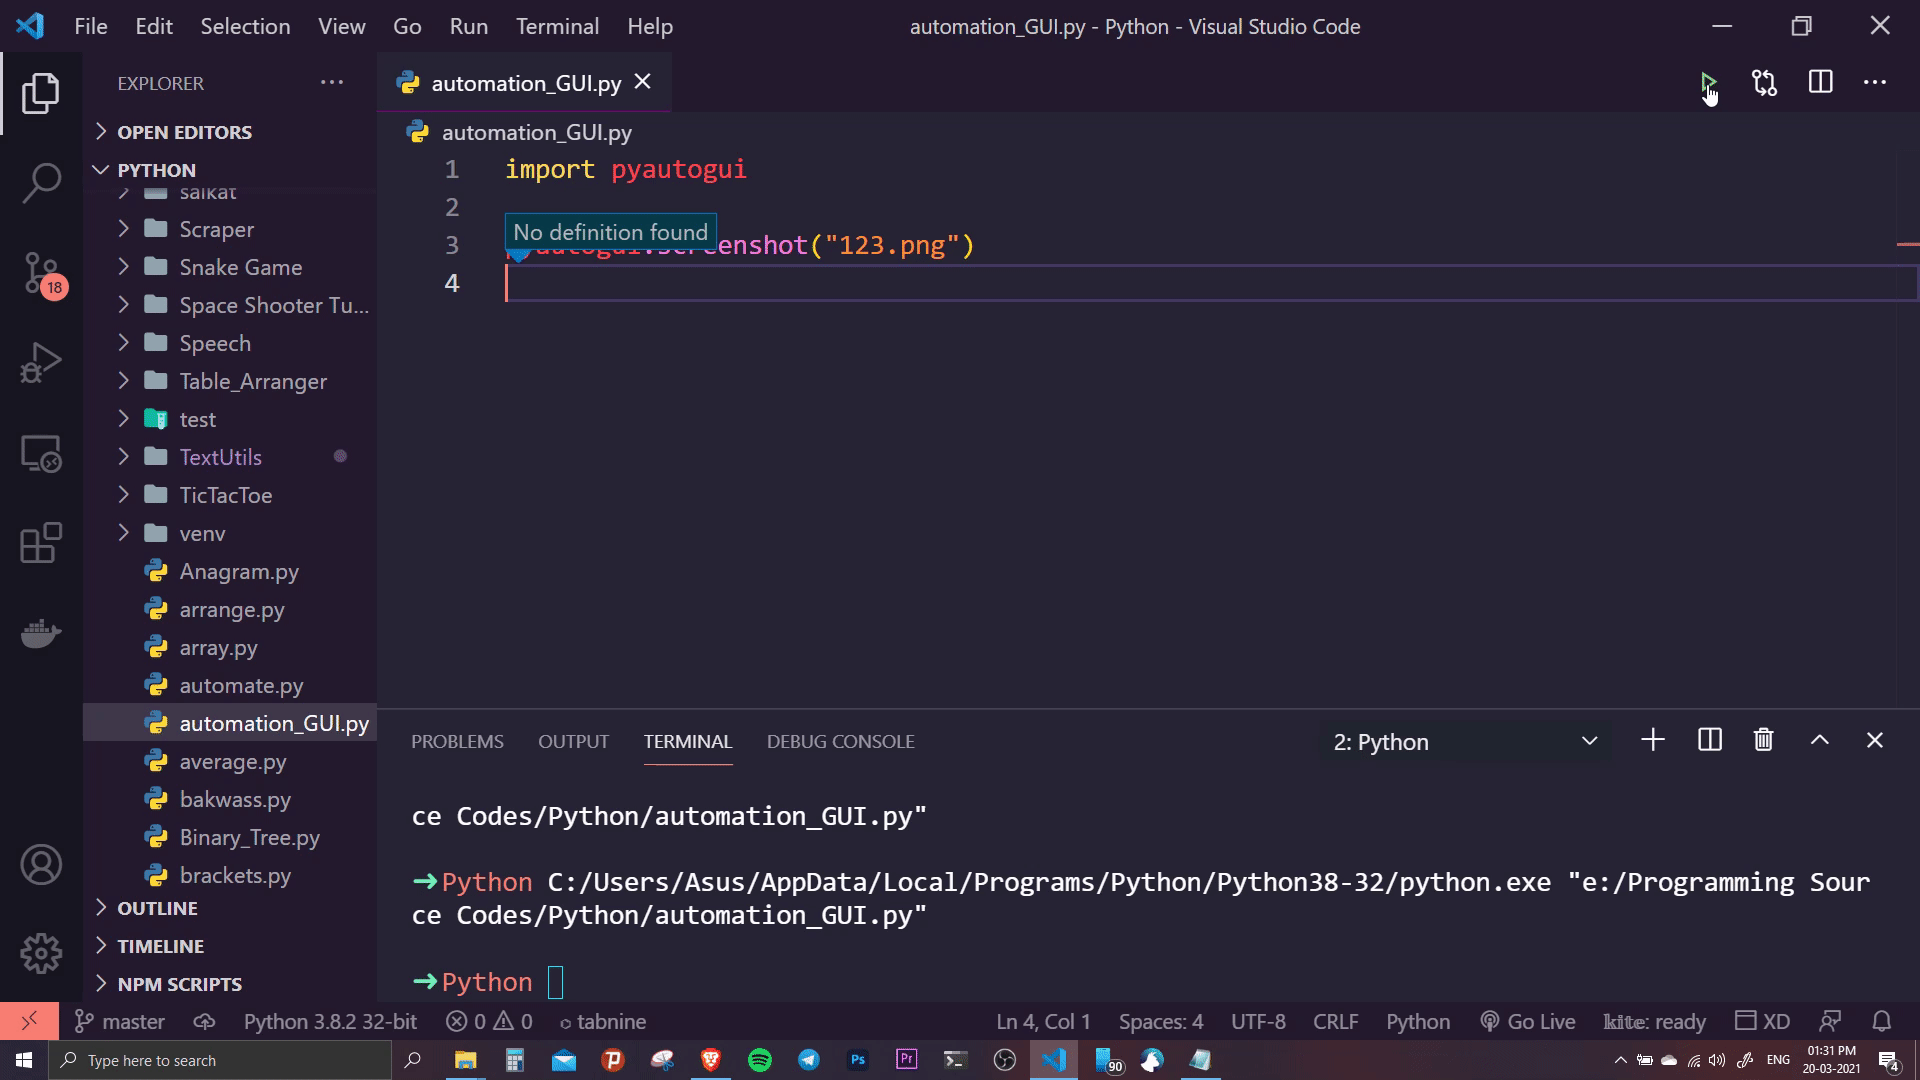 File Edit Selection View Go Run Terminal Help
automation_GUI.py - Python - Visual Studio Code
EXPLORER
automation_GUI.py
OPEN EDITORS
automation_GUI.py
PYTHON
saikat
Scraper
Snake Game
Space Shooter Tu...
Speech
Table_Arranger
test
TextUtils
TicTacToe
venv
Anagram.py
arrange.py
array.py
automate.py
automation_GUI.py
average.py
bakwass.py
Binary_Tree.py
brackets.py
OUTLINE
TIMELINE
NPM SCRIPTS
18
1 import pyautogui
2
No definition found
3 pyautogui.screenshot("123.png")
4
PROBLEMS OUTPUT TERMINAL DEBUG CONSOLE
2: Python
ce Codes/Python/automation_GUI.py"
➜Python C:/Users/Asus/AppData/Local/Programs/Python/Python38-32/python.exe "e:/Programming Sour
ce Codes/Python/automation_GUI.py"
➜Python
master Python 3.8.2 32-bit 0 0 tabnine Ln 4, Col 1 Spaces: 4 UTF-8 CRLF Python Go Live kite: ready XD
Type here to search
Ps Pr 90
ENG
01:31 PM
20-03-2021
4